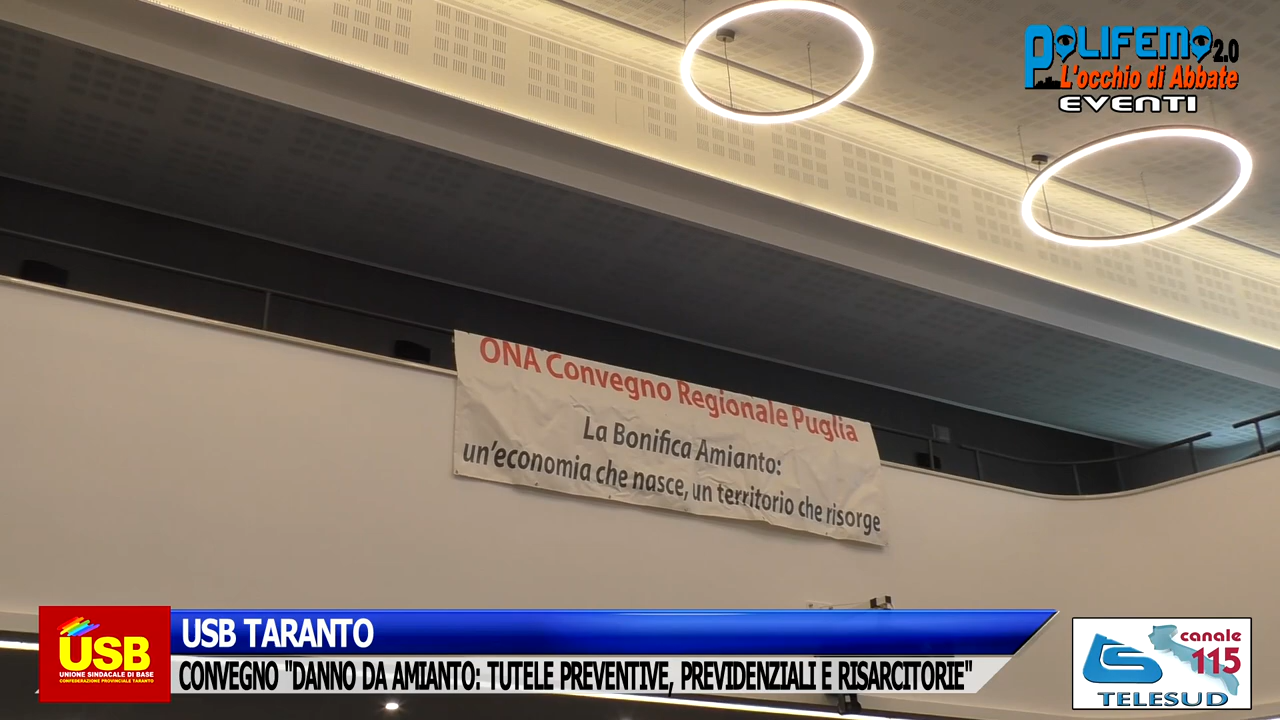 POLIFEMO 2.0
L'occhio di Abbate
EVENTI
ONA Convegno Regionale Puglia
La Bonifica Amianto:
un'economia che nasce, un territorio che risorge
USB
UNIONE SINDACALE DI BASE
CONFEDERAZIONE PROVINCIALE TARANTO
USB TARANTO
CONVEGNO "DANNO DA AMIANTO: TUTELE PREVENTIVE, PREVIDENZIALI E RISARCITORIE"
canale
115
TELESUD